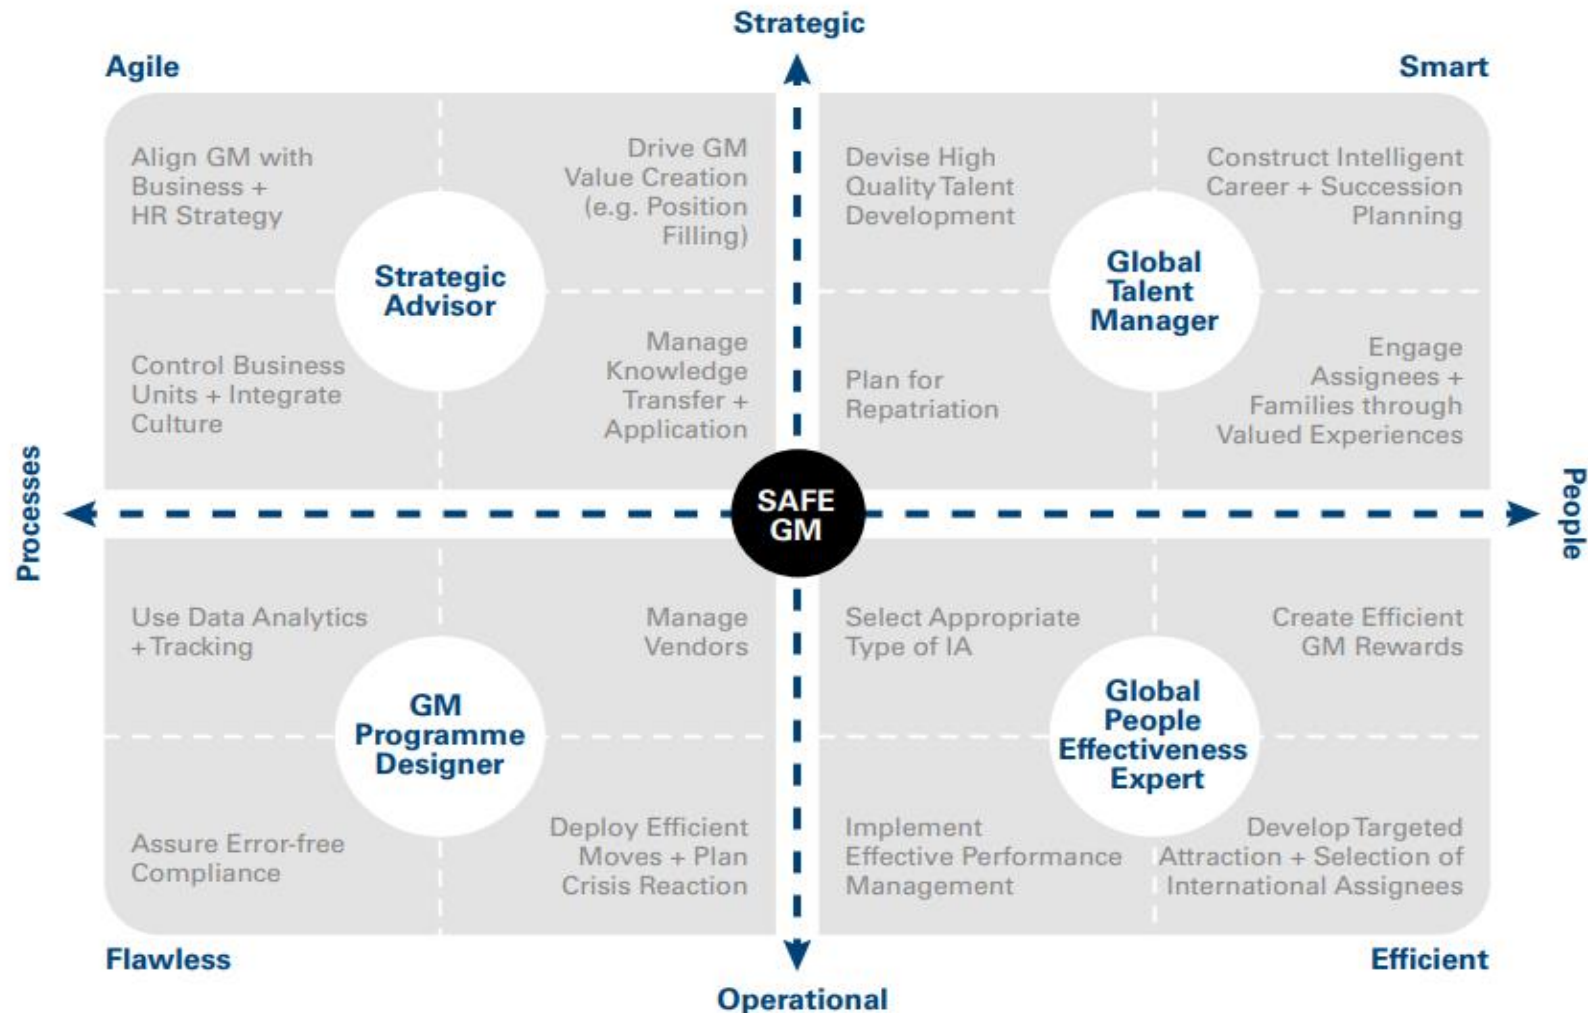 Strategic
Agile
Smart
Align GM with
Business +
HR Strategy
Drive GM
Value Creation
(e.g. Position
Filling)
Strategic
Advisor
Control Business
Units + Integrate
Culture
Manage
Knowledge
Transfer +
Application
Devise High
Quality Talent
Development
Construct Intelligent
Career + Succession
Planning
Global
Talent
Manager
Plan for
Repatriation
Engage
Assignees +
Families through
Valued Experiences
Processes
SAFE
GM
People
Use Data Analytics
+ Tracking
Manage
Vendors
GM
Programme
Designer
Assure Error-free
Compliance
Deploy Efficient
Moves + Plan
Crisis Reaction
Select Appropriate
Type of IA
Create Efficient
GM Rewards
Global
People
Effectiveness
Expert
Implement
Effective Performance
Management
Develop Targeted
Attraction + Selection of
International Assignees
Flawless
Efficient
Operational